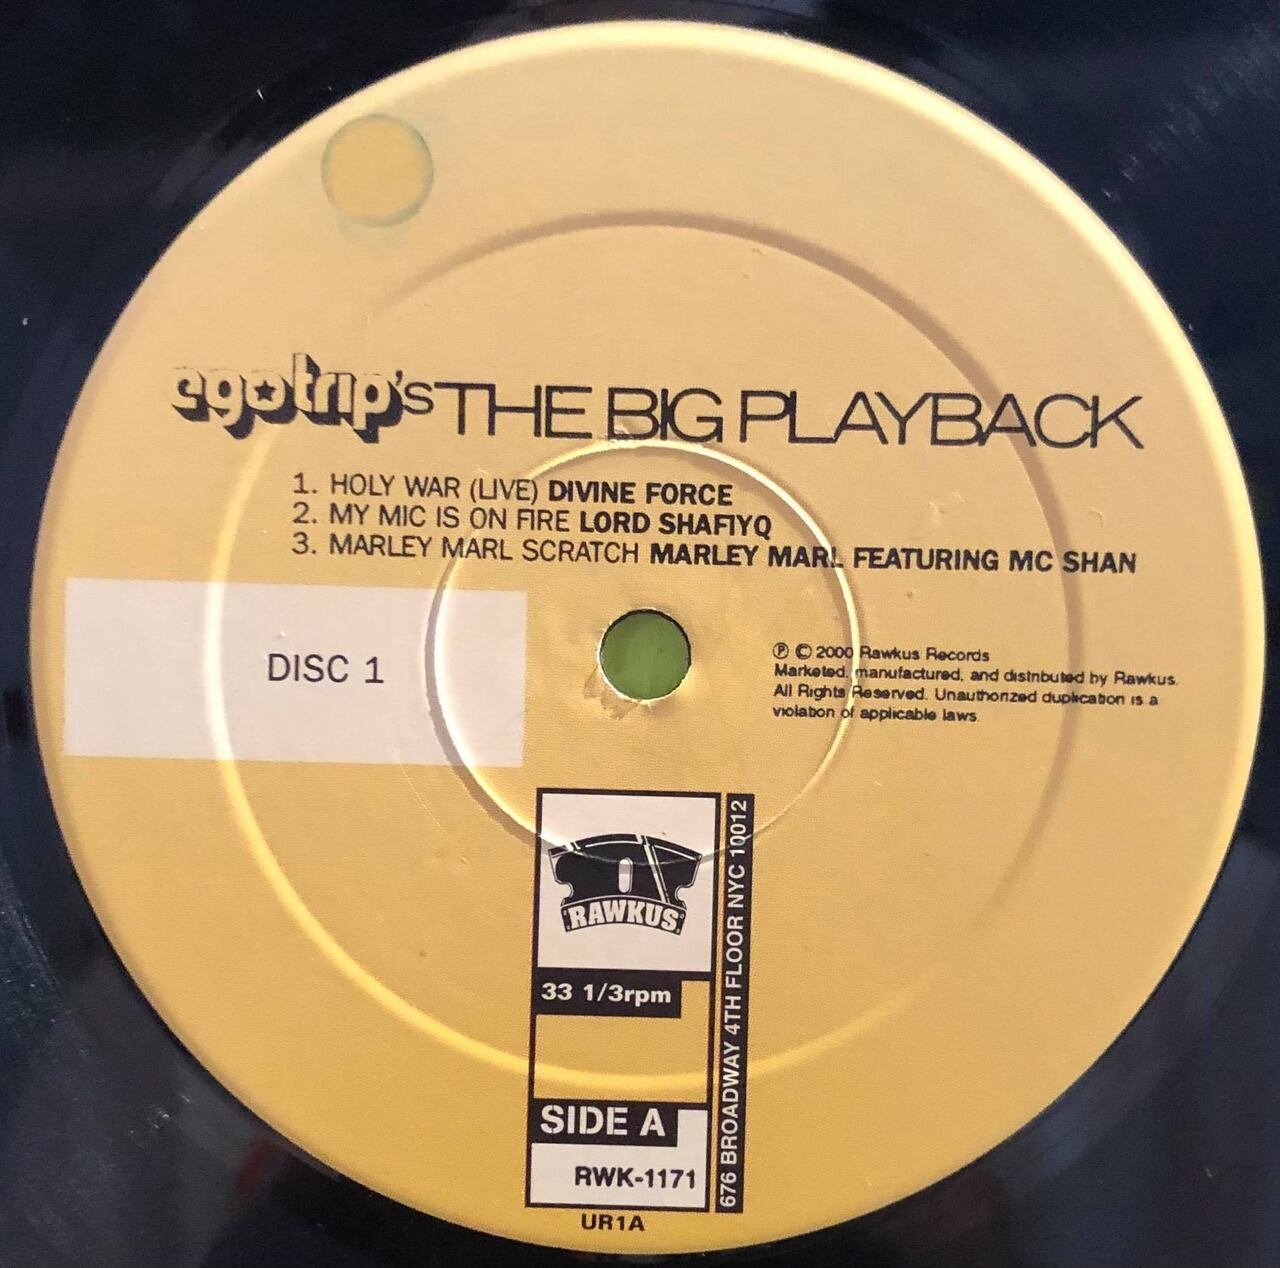 egotrip's THE BIG PLAYBACK
1. HOLY WAR (LIVE) DIVINE FORCE
2. MY MIC IS ON FIRE LORD SHAFIYQ
3. MARLEY MARL SCRATCH MARLEY MARL FEATURING MC SHAN
DISC 1
℗ © 2000 Rawkus Records
Marketed, manufactured, and distributed by Rawkus.
All Rights Reserved. Unauthorized duplication is a
violation of applicable laws.
RAWKUS
33 1/3rpm
SIDE A
RWK-1171
UR1A
676 BROADWAY 4TH FLOOR NYC 10012